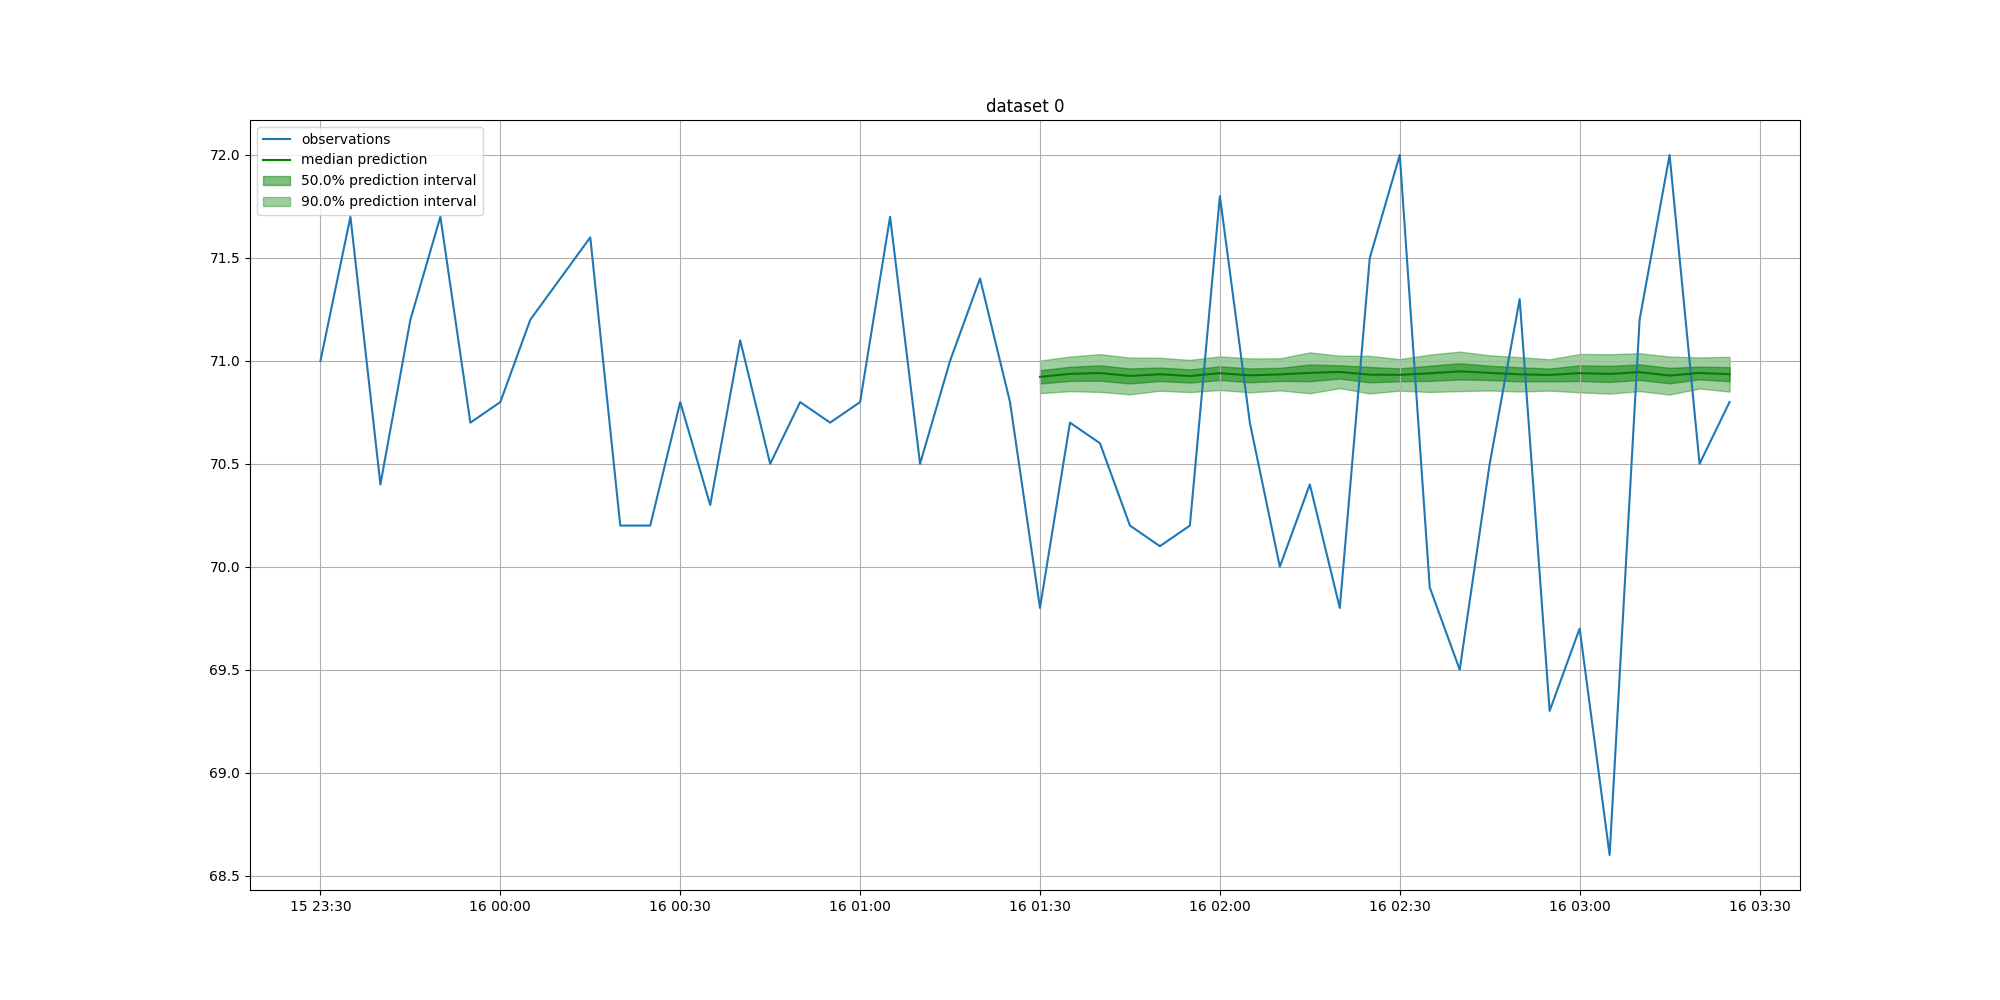 dataset 0
observations
median prediction
50.0% prediction interval
90.0% prediction interval
72.0
71.5
71.0
70.5
70.0
69.5
69.0
68.5
15 23:30 16 00:00 16 00:30 16 01:00 16 01:30 16 02:00 16 02:30 16 03:00 16 03:30